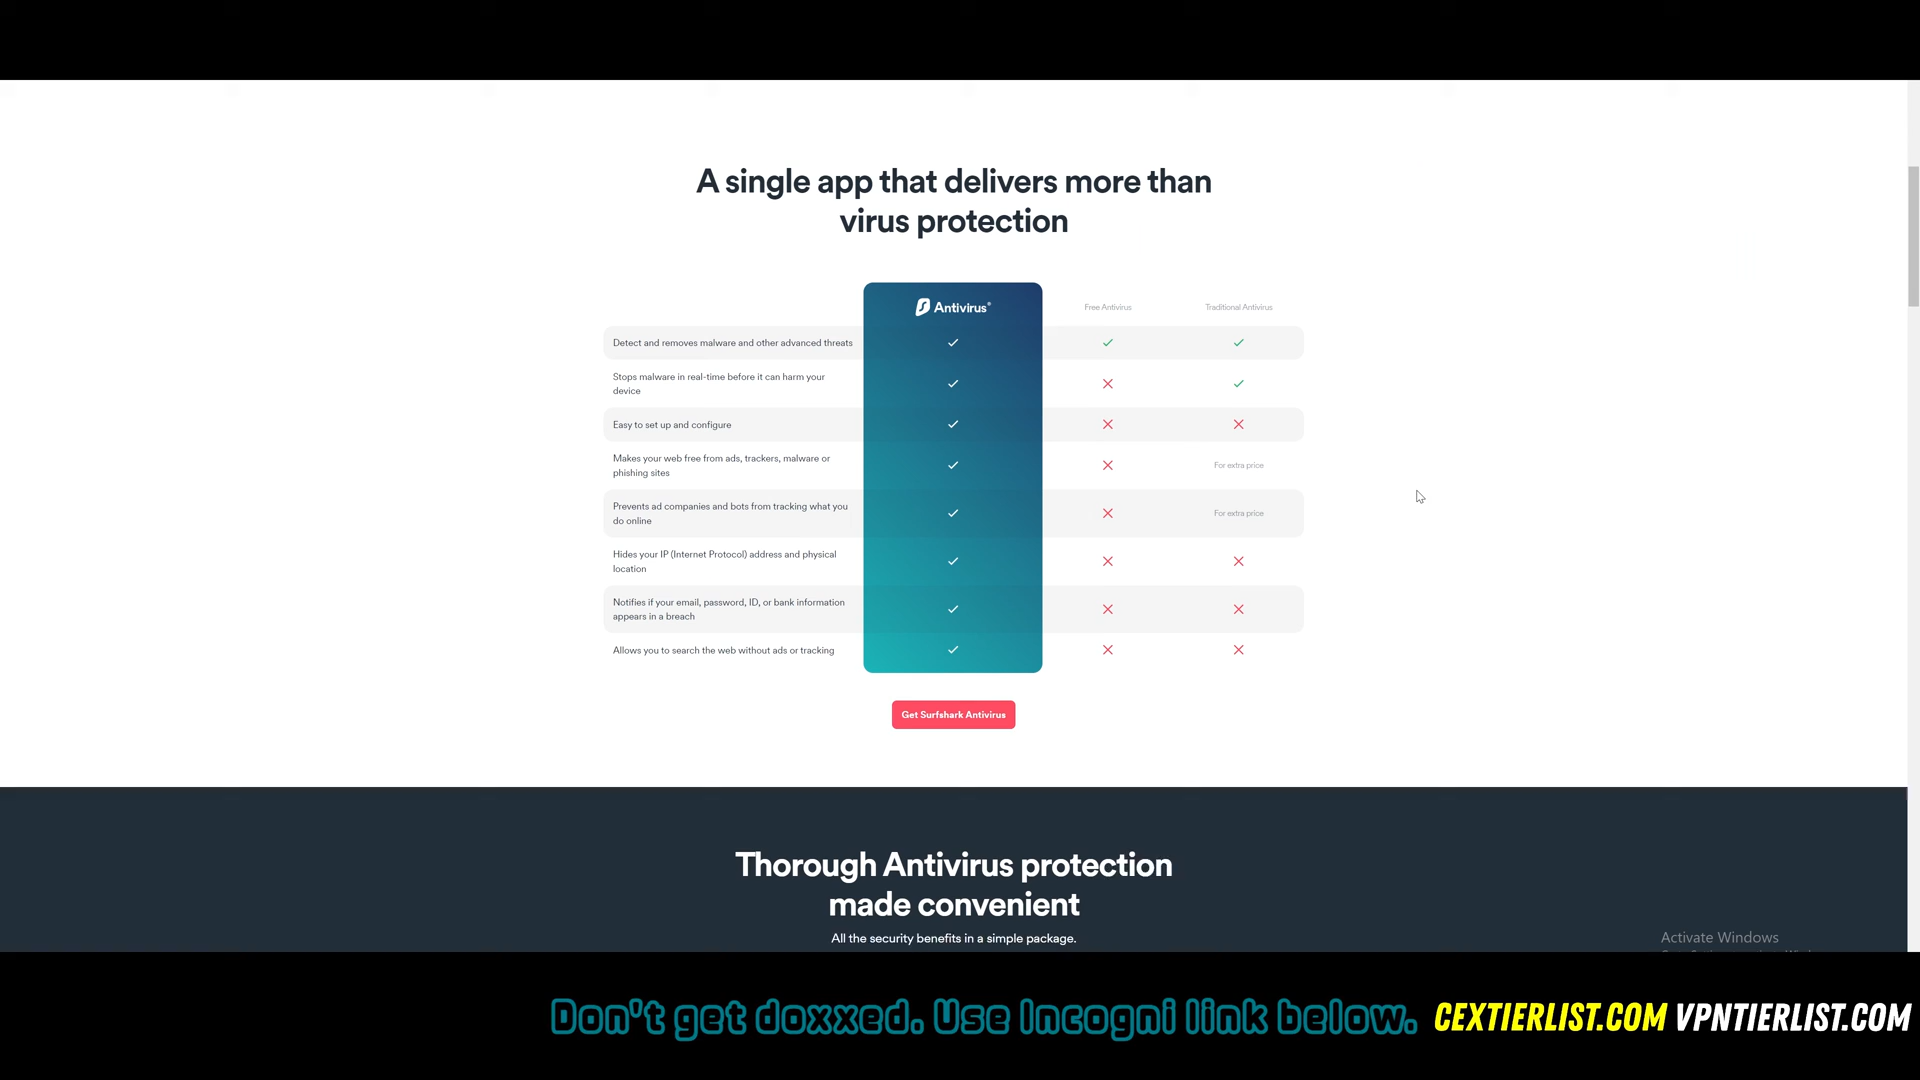 A single app that delivers more than
virus protection
Antivirus®
Free Antivirus
Traditional Antivirus
Detect and removes malware and other advanced threats
Stops malware in real-time before it can harm your
device
Easy to set up and configure
Makes your web free from ads, trackers, malware or
phishing sites
For extra price
Prevents ad companies and bots from tracking what you
do online
For extra price
Hides your IP (Internet Protocol) address and physical
location
Notifies if your email, password, ID, or bank information
appears in a breach
Allows you to search the web without ads or tracking
Get Surfshark Antivirus
Thorough Antivirus protection
made convenient
All the security benefits in a simple package.
Activate Windows
Don't get doxxed. Use Incogni link below.
CEXTIERLIST.COM VPNTIERLIST.COM